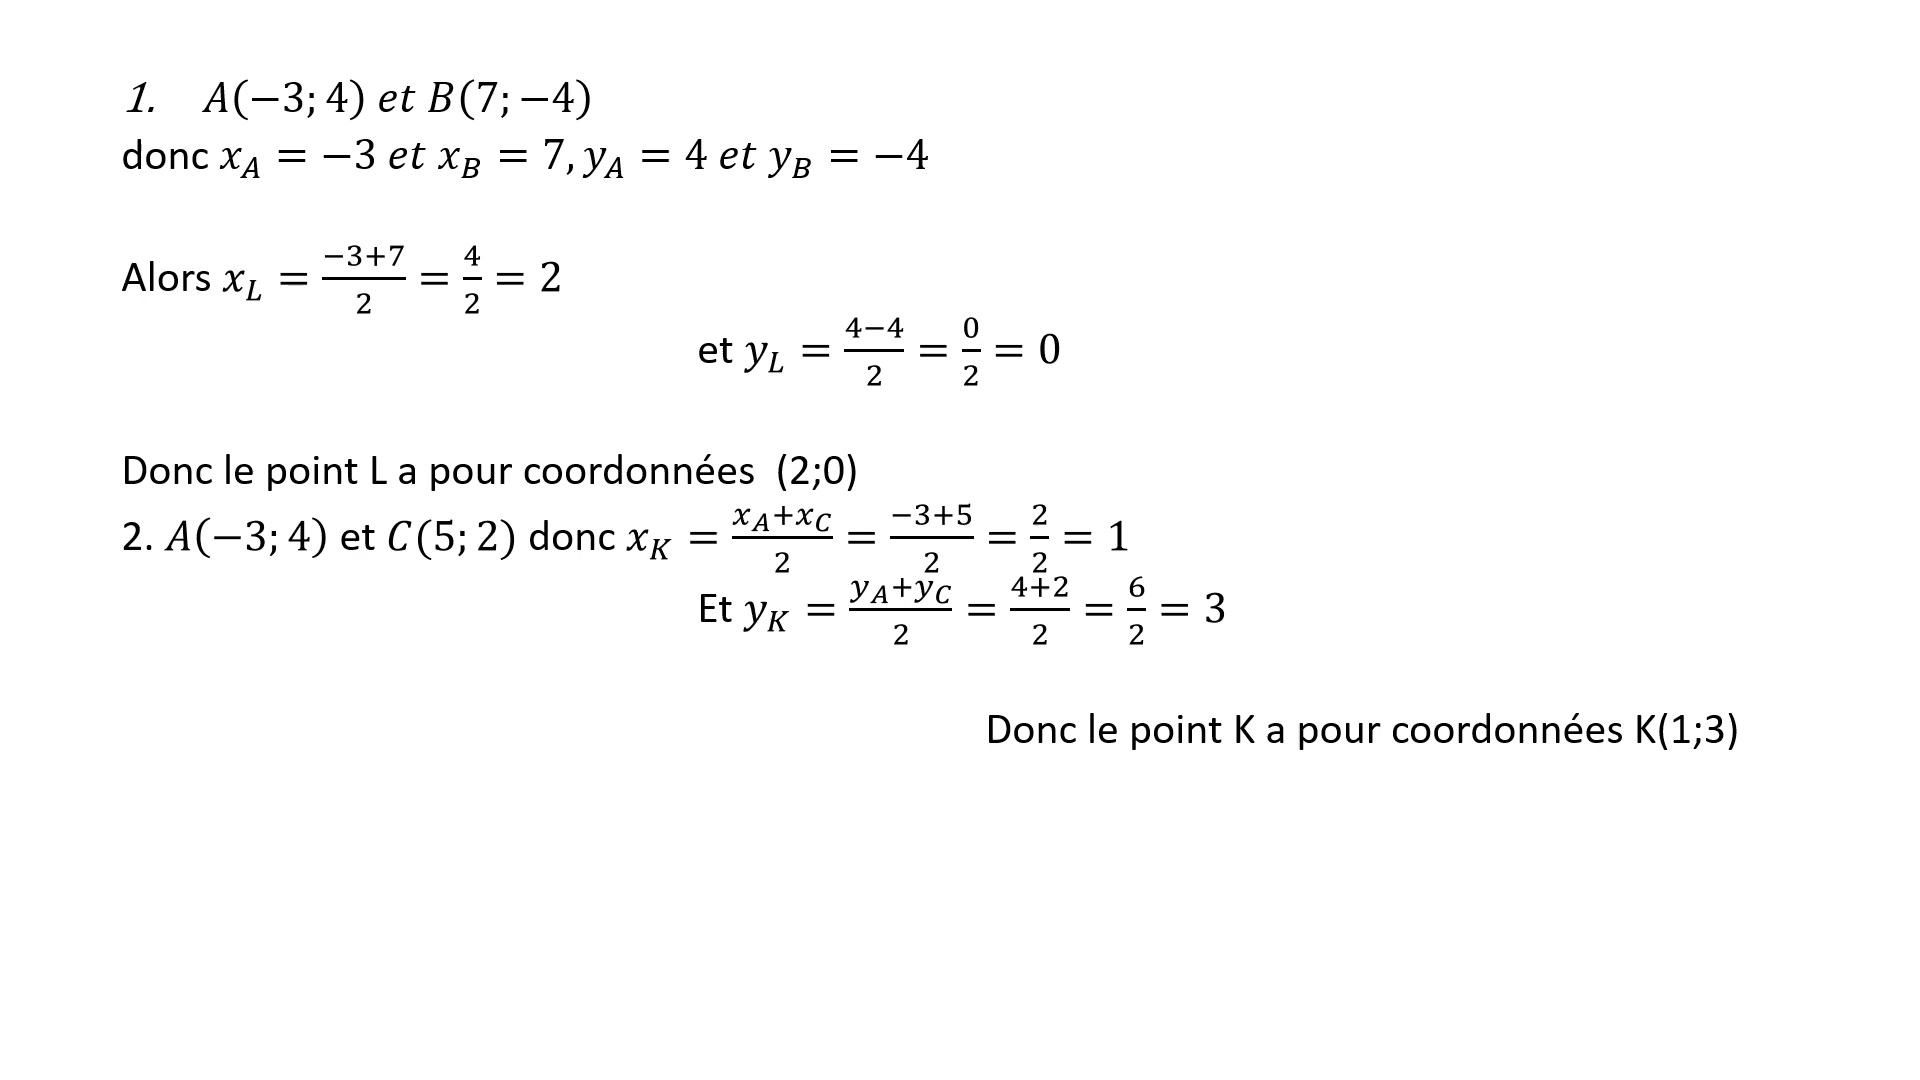 1. A(−3; 4) et B(7; −4)
donc x_A = −3 et x_B = 7, y_A = 4 et y_B = −4
Alors x_L = (−3+7)/2 = 4/2 = 2
et y_L = (4−4)/2 = 0/2 = 0
Donc le point L a pour coordonnées (2;0)
2. A(−3; 4) et C(5; 2) donc x_K = (x_A+x_C)/2 = (−3+5)/2 = 2/2 = 1
Et y_K = (y_A+y_C)/2 = (4+2)/2 = 6/2 = 3
Donc le point K a pour coordonnées K(1;3)